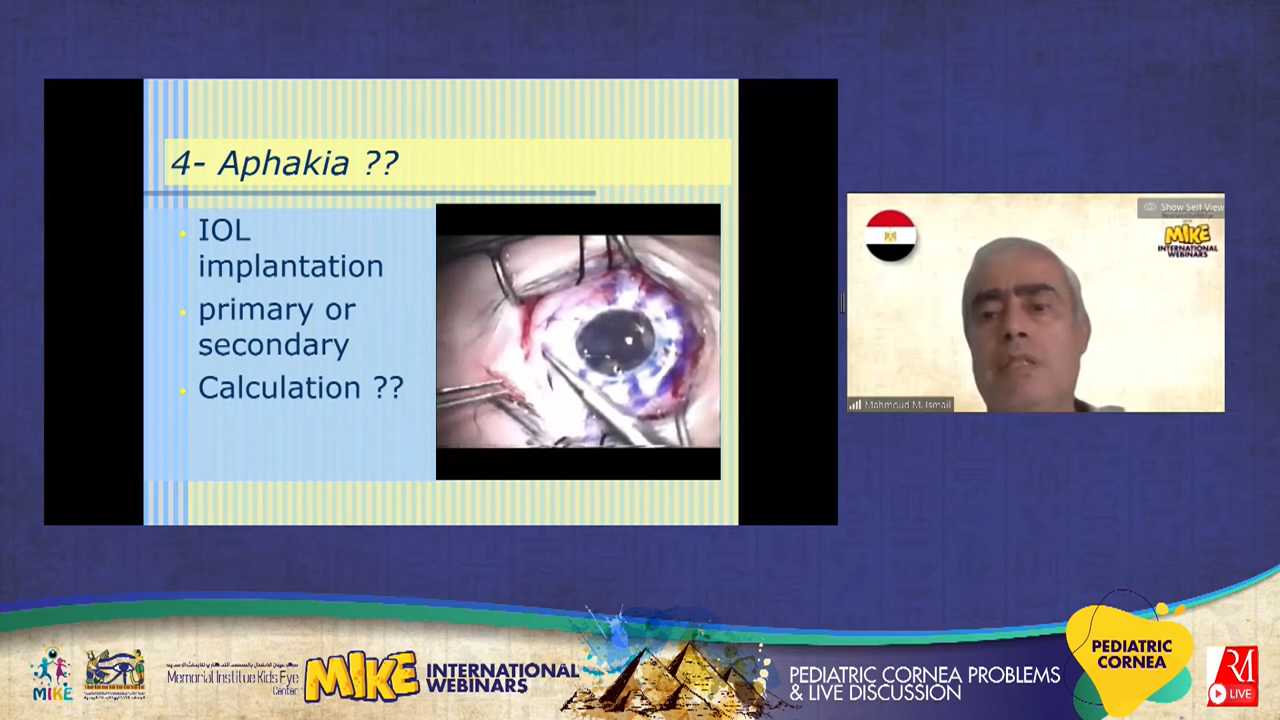 4- Aphakia ??
IOL
implantation
primary or
secondary
Calculation ??
Show Self View
MIKE
INTERNATIONAL
WEBINARS
Mahmoud M. Ismail
MIKE
Memorial Institue Kids Eye
Center
MIKE
INTERNATIONAL
WEBINARS
PEDIATRIC CORNEA PROBLEMS
& LIVE DISCUSSION
PEDIATRIC
CORNEA
LIVE